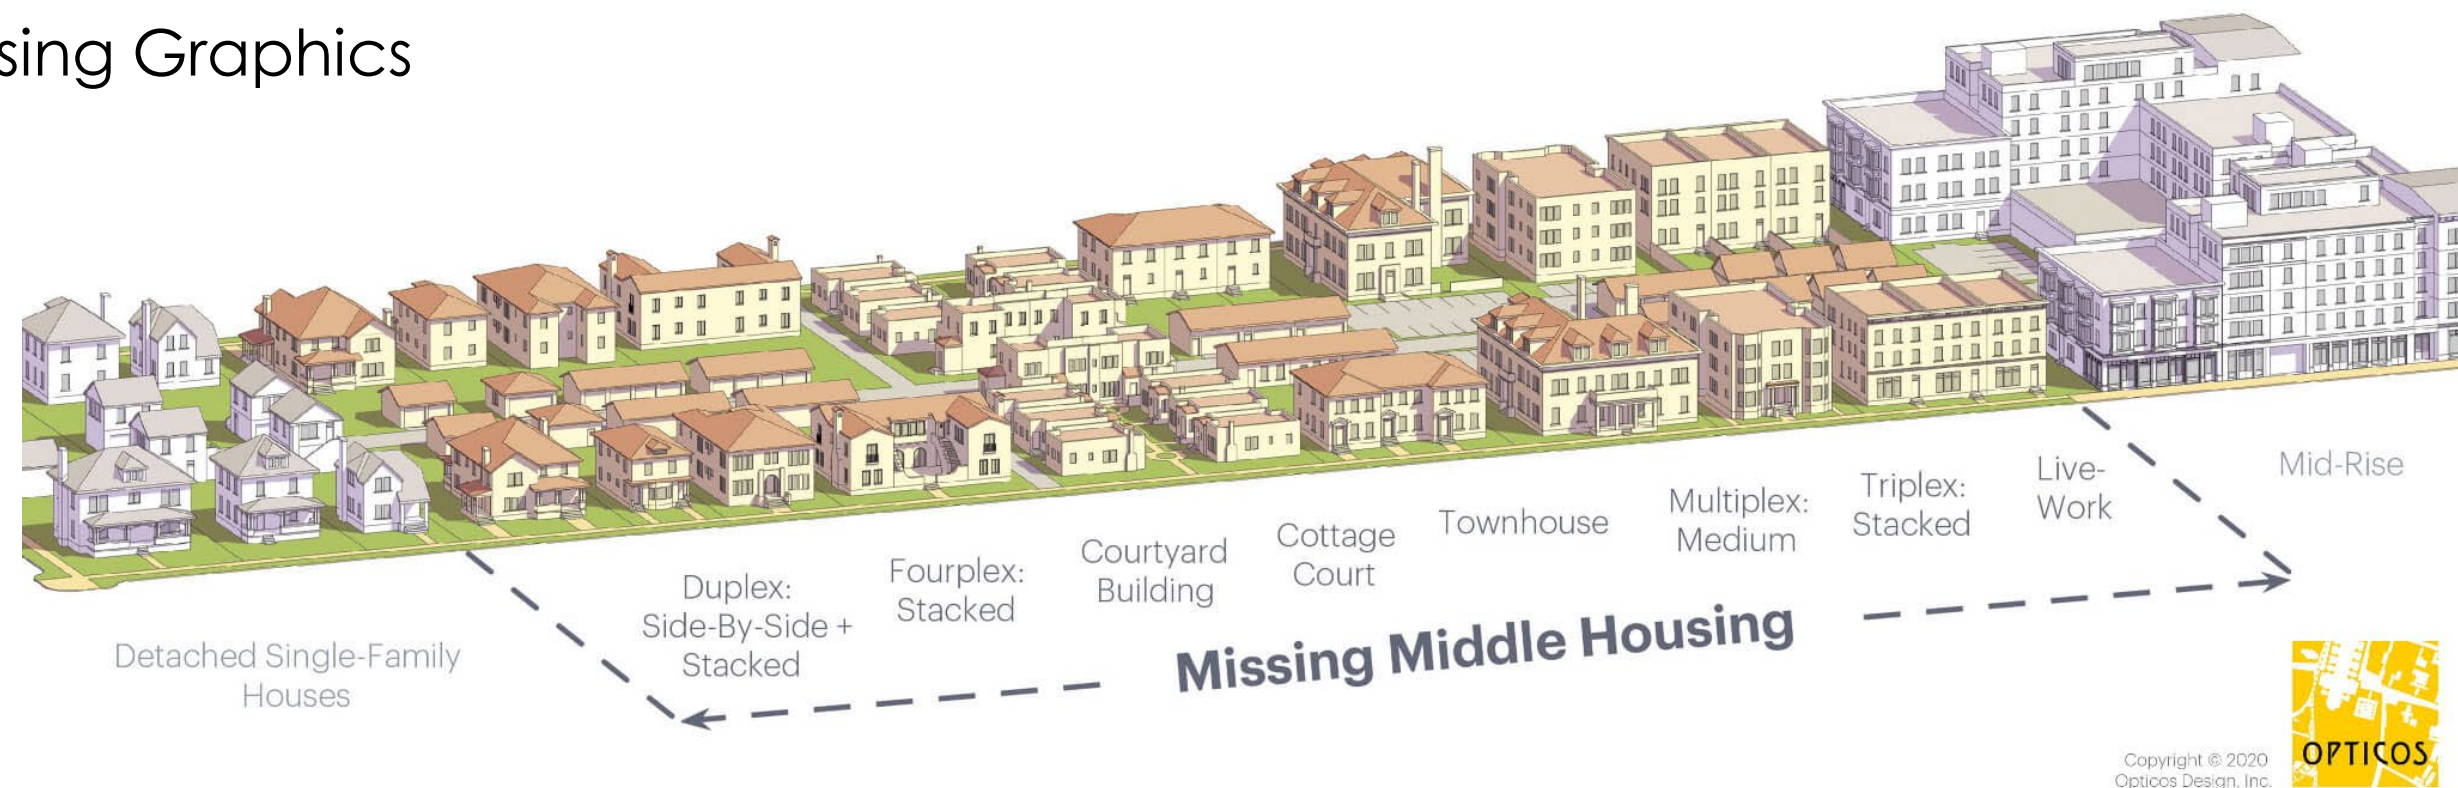 sing Graphics
Detached Single-Family
Houses
Duplex:
Side-By-Side +
Stacked
Fourplex:
Stacked
Courtyard
Building
Cottage
Court
Townhouse
Multiplex:
Medium
Triplex:
Stacked
Live-
Work
Mid-Rise
Missing Middle Housing
Copyright © 2020
Opticos Design, Inc.
OPTICOS